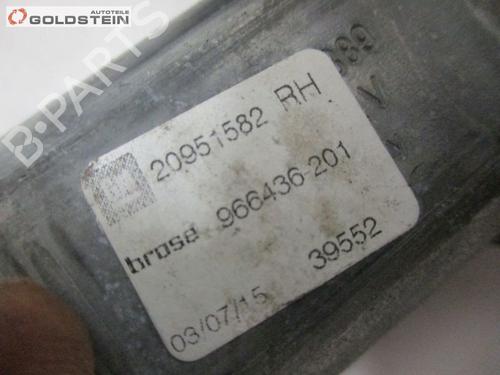 AUTOTEILE
GOLDSTEIN
B-PARTS
20951582 RH
brose 966436-201
39552
03/07/15